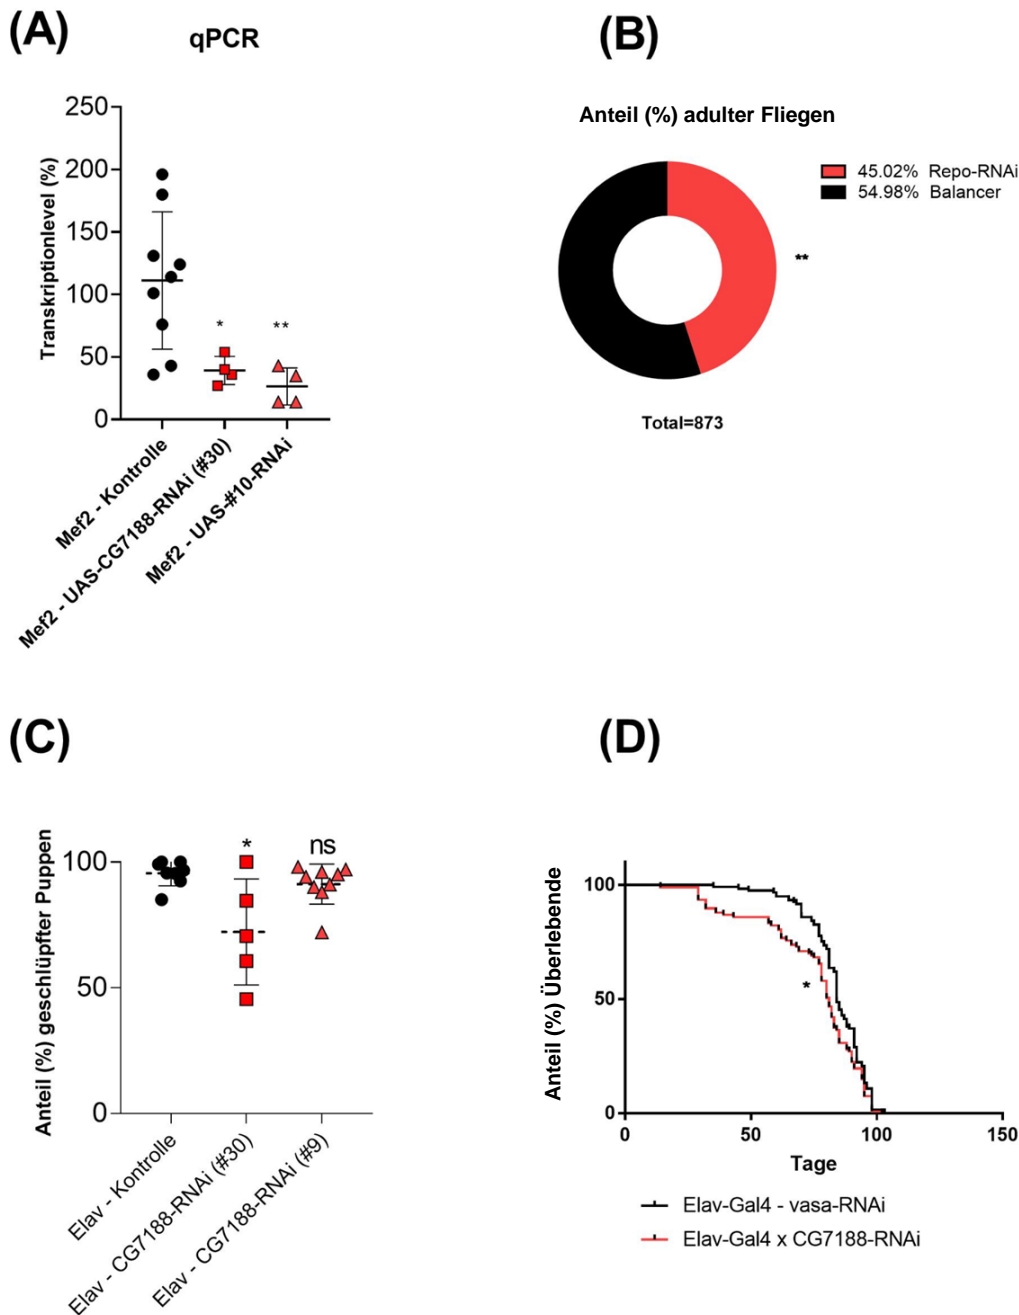 (A)
qPCR
Transkriptionlevel (%)
250
200
150
100
50
0
*
**
Mef2 - Kontrolle
Mef2 - UAS-CG7188-RNAi (#30)
Mef2 - UAS-#10-RNAi
(B)
Anteil (%) adulter Fliegen
45.02% Repo-RNAi
54.98% Balancer
**
Total=873
(C)
Anteil (%) geschlüpfter Puppen
100
50
0
*
ns
Elav - Kontrolle
Elav - CG7188-RNAi (#30)
Elav - CG7188-RNAi (#9)
(D)
Anteil (%) Überlebende
100
50
0
*
0 50 100 150
Tage
Elav-Gal4 - vasa-RNAi
Elav-Gal4 x CG7188-RNAi